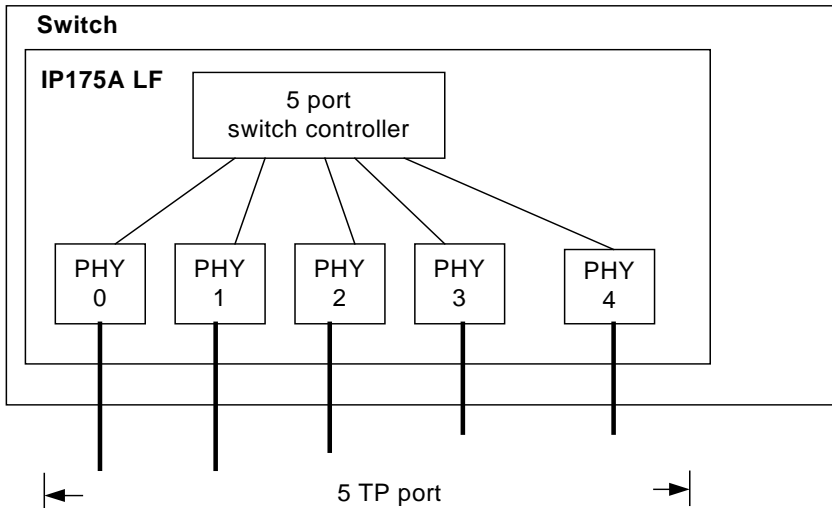 Switch
IP175A LF
5 port
switch controller
PHY
0
PHY
1
PHY
2
PHY
3
PHY
4
5 TP port